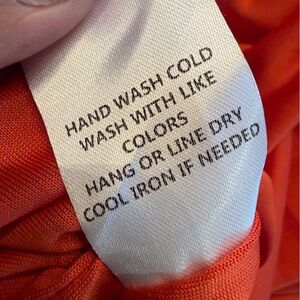 HAND WASH COLD
WASH WITH LIKE
COLORS
HANG OR LINE DRY
COOL IRON IF NEEDED